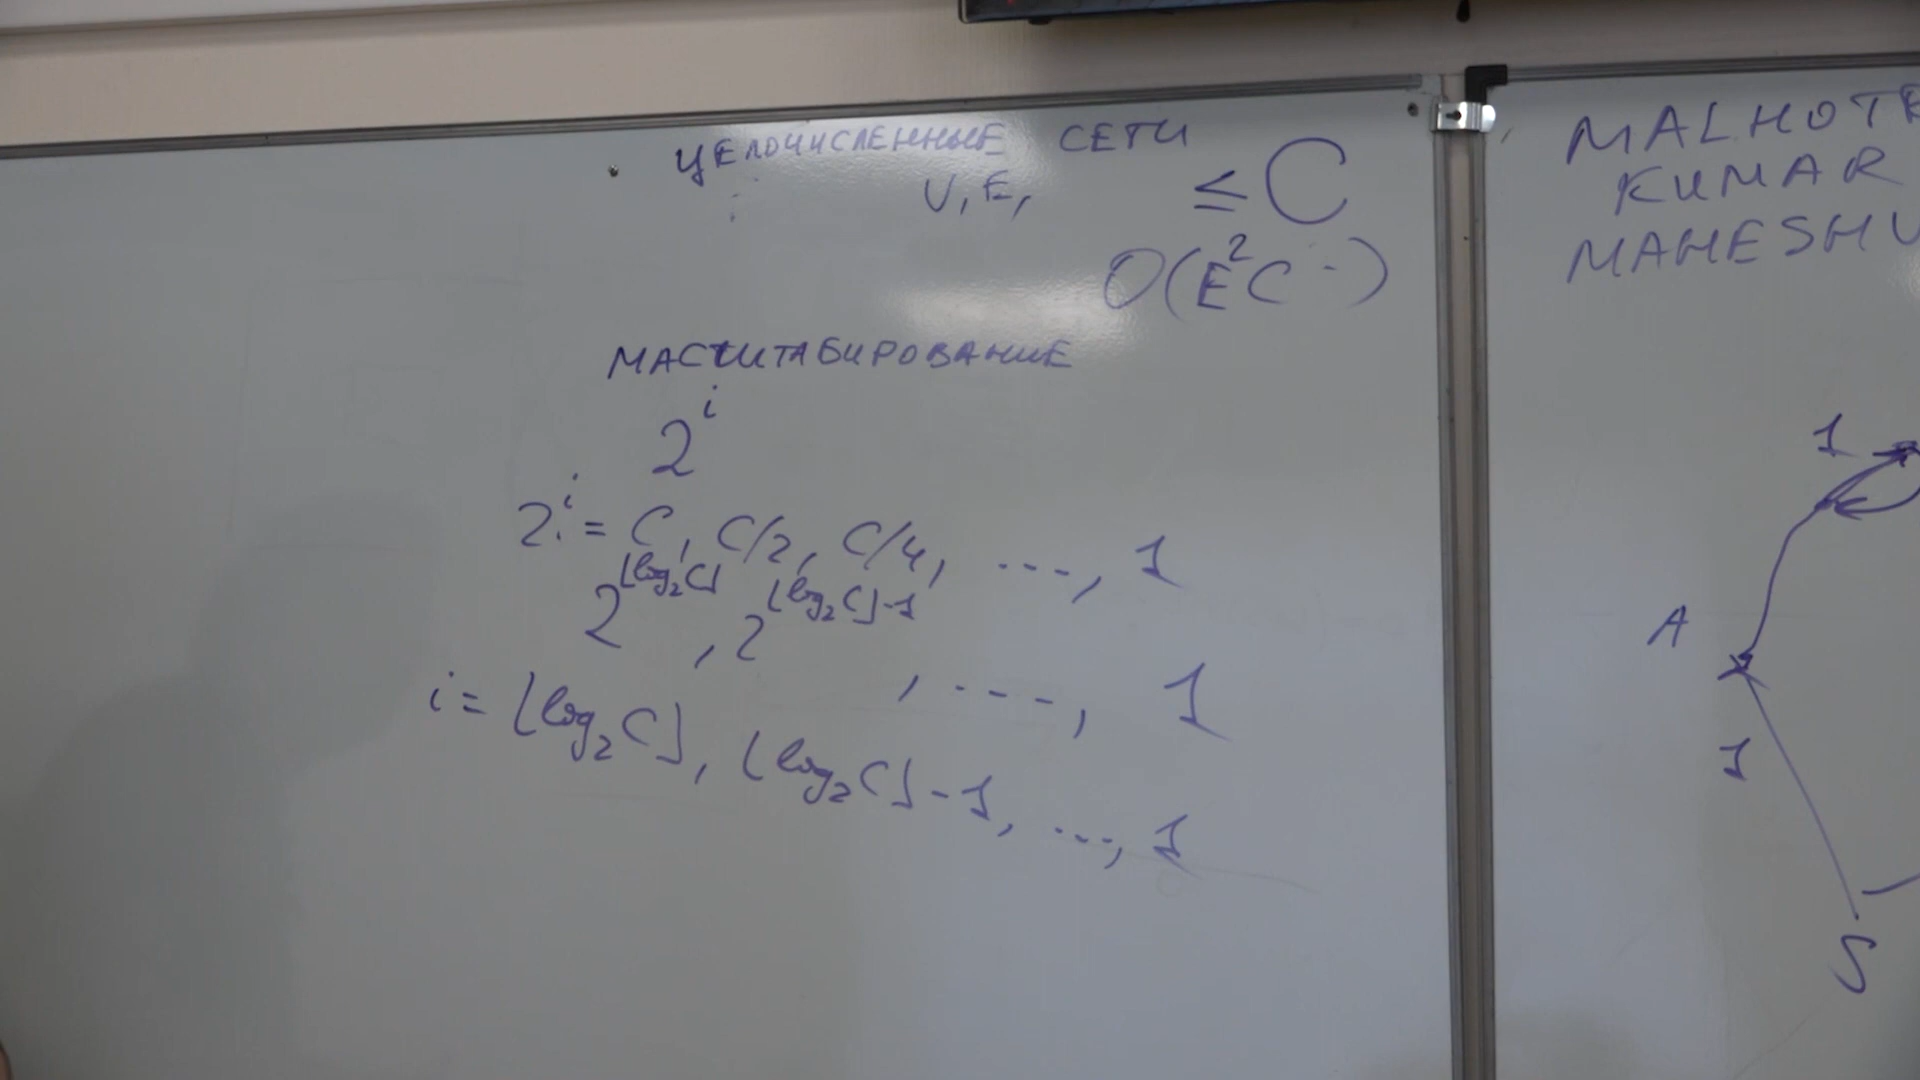 ЦЕЛОЧИСЛЕННЫЕ СЕТИ
V, E, ≤ C
O(E²C )
МАСШТАБИРОВАНИЕ
2^i
2^i = C, C/2, C/4, ..., 1
2^⌊log₂C⌋, 2^⌊log₂C⌋-1, ..., 1
i = ⌊log₂C⌋, ⌊log₂C⌋-1, ..., 1
MALHOTR
KUMAR
MAHESHW
1
A
1
S